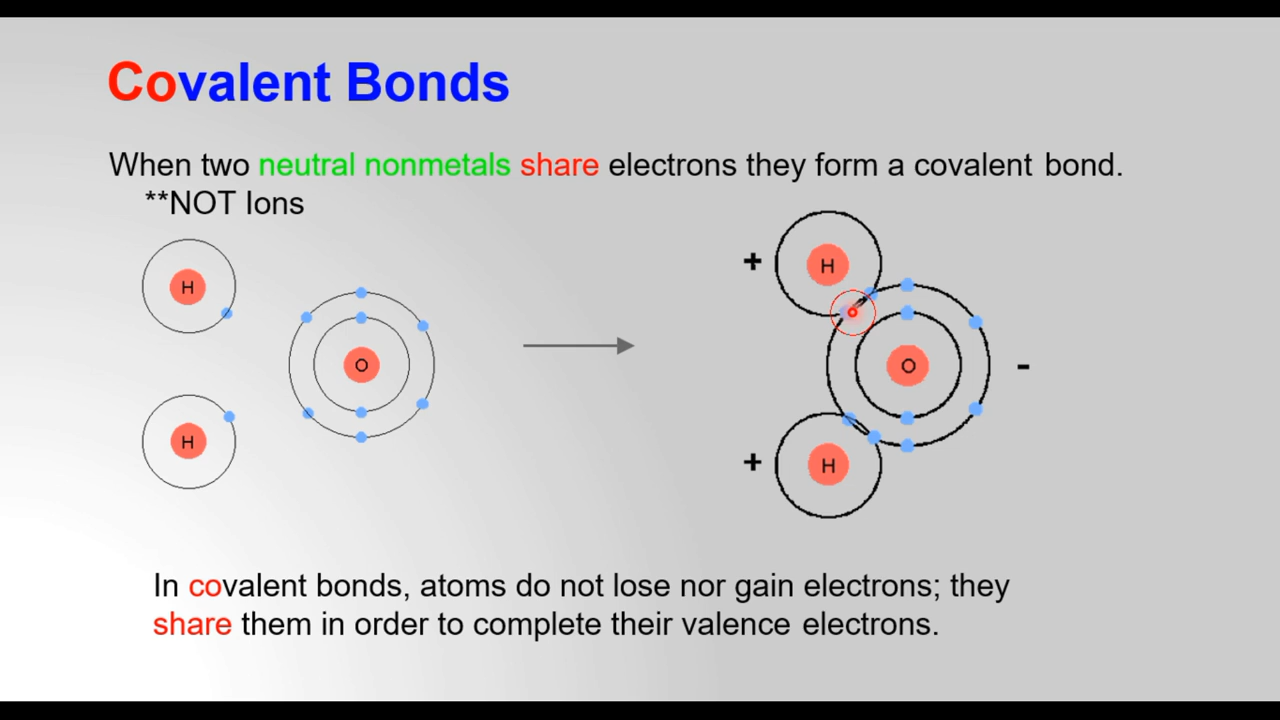 Covalent Bonds
When two neutral nonmetals share electrons they form a covalent bond.
**NOT Ions
H
O
H
+
H
O
-
+
H
In covalent bonds, atoms do not lose nor gain electrons; they
share them in order to complete their valence electrons.